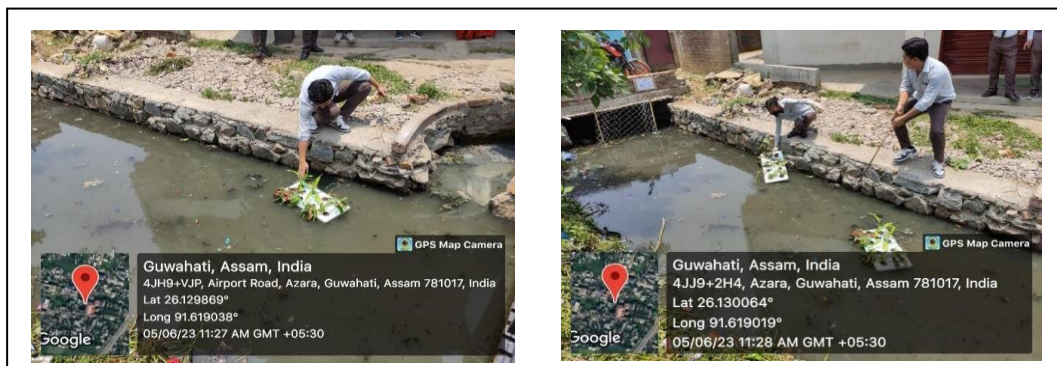 GPS Map Camera
Guwahati, Assam, India
4JH9+VJP, Airport Road, Azara, Guwahati, Assam 781017, India
Lat 26.129869°
Long 91.619038°
05/06/23 11:27 AM GMT +05:30
Google
GPS Map Camera
Guwahati, Assam, India
4JJ9+2H4, Azara, Guwahati, Assam 781017, India
Lat 26.130064°
Long 91.619019°
05/06/23 11:28 AM GMT +05:30
Google